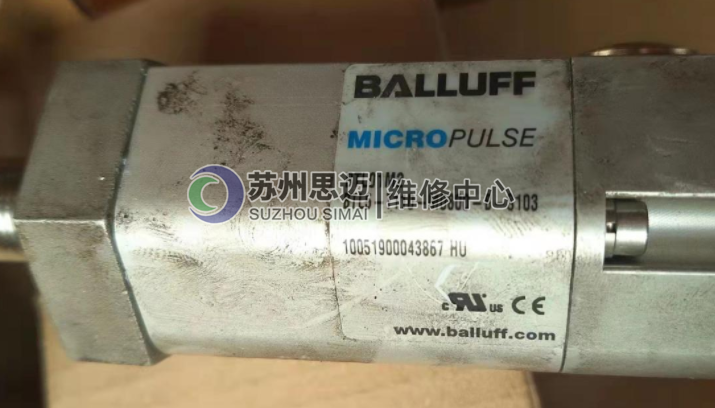 BALLUFF
MICROPULSE
苏州思迈 维修中心
SUZHOU SIMAI
10051900043867 HU
c RU us CE
www.balluff.com